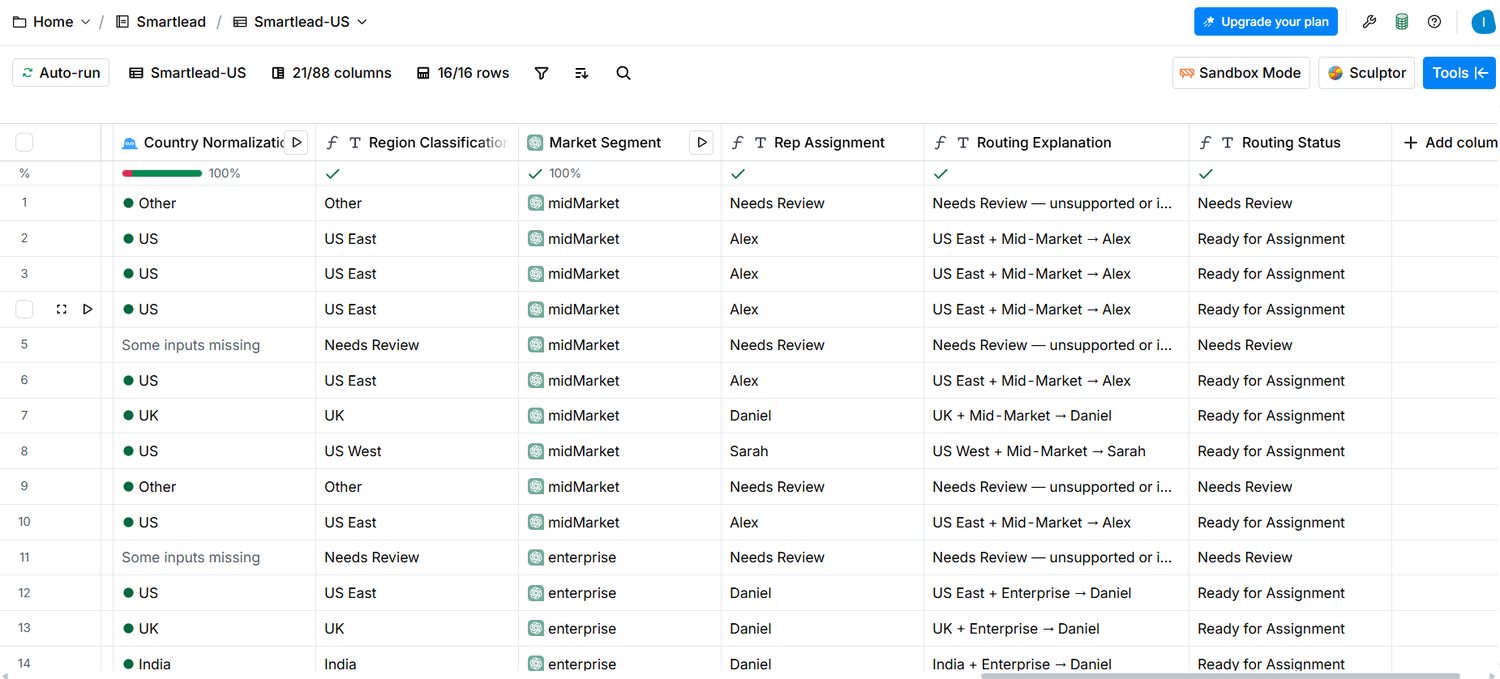 Home / Smartlead / Smartlead-US Upgrade your plan I
Auto-run Smartlead-US 21/88 columns 16/16 rows Sandbox Mode Sculptor Tools
Country Normalizatio Region Classification Market Segment Rep Assignment Routing Explanation Routing Status + Add colum
% 100% 100%
1 Other Other midMarket Needs Review Needs Review — unsupported or i... Needs Review
2 US US East midMarket Alex US East + Mid-Market → Alex Ready for Assignment
3 US US East midMarket Alex US East + Mid-Market → Alex Ready for Assignment
US US East midMarket Alex US East + Mid-Market → Alex Ready for Assignment
5 Some inputs missing Needs Review midMarket Needs Review Needs Review — unsupported or i... Needs Review
6 US US East midMarket Alex US East + Mid-Market → Alex Ready for Assignment
7 UK UK midMarket Daniel UK + Mid-Market → Daniel Ready for Assignment
8 US US West midMarket Sarah US West + Mid-Market → Sarah Ready for Assignment
9 Other Other midMarket Needs Review Needs Review — unsupported or i... Needs Review
10 US US East midMarket Alex US East + Mid-Market → Alex Ready for Assignment
11 Some inputs missing Needs Review enterprise Needs Review Needs Review — unsupported or i... Needs Review
12 US US East enterprise Daniel US East + Enterprise → Daniel Ready for Assignment
13 UK UK enterprise Daniel UK + Enterprise → Daniel Ready for Assignment
14 India India enterprise Daniel India + Enterprise → Daniel Ready for Assignment